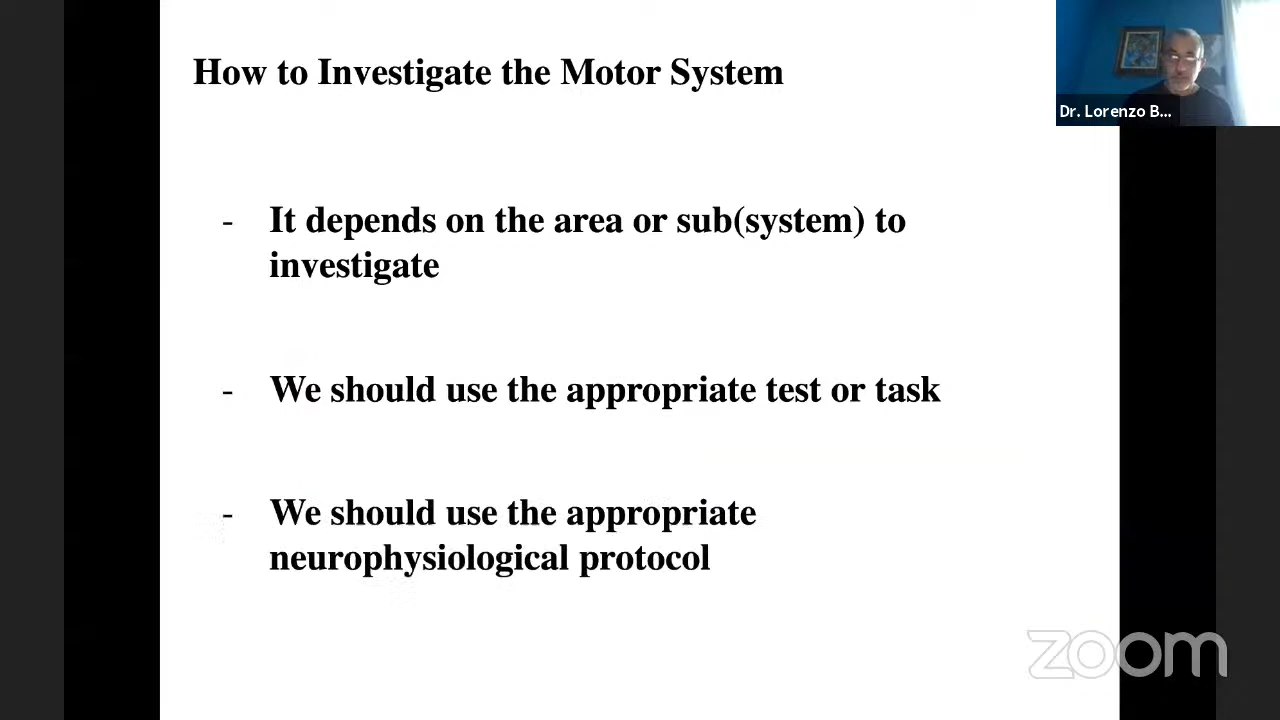 How to Investigate the Motor System
Dr. Lorenzo B...
- It depends on the area or sub(system) to
investigate
- We should use the appropriate test or task
- We should use the appropriate
neurophysiological protocol
zoom